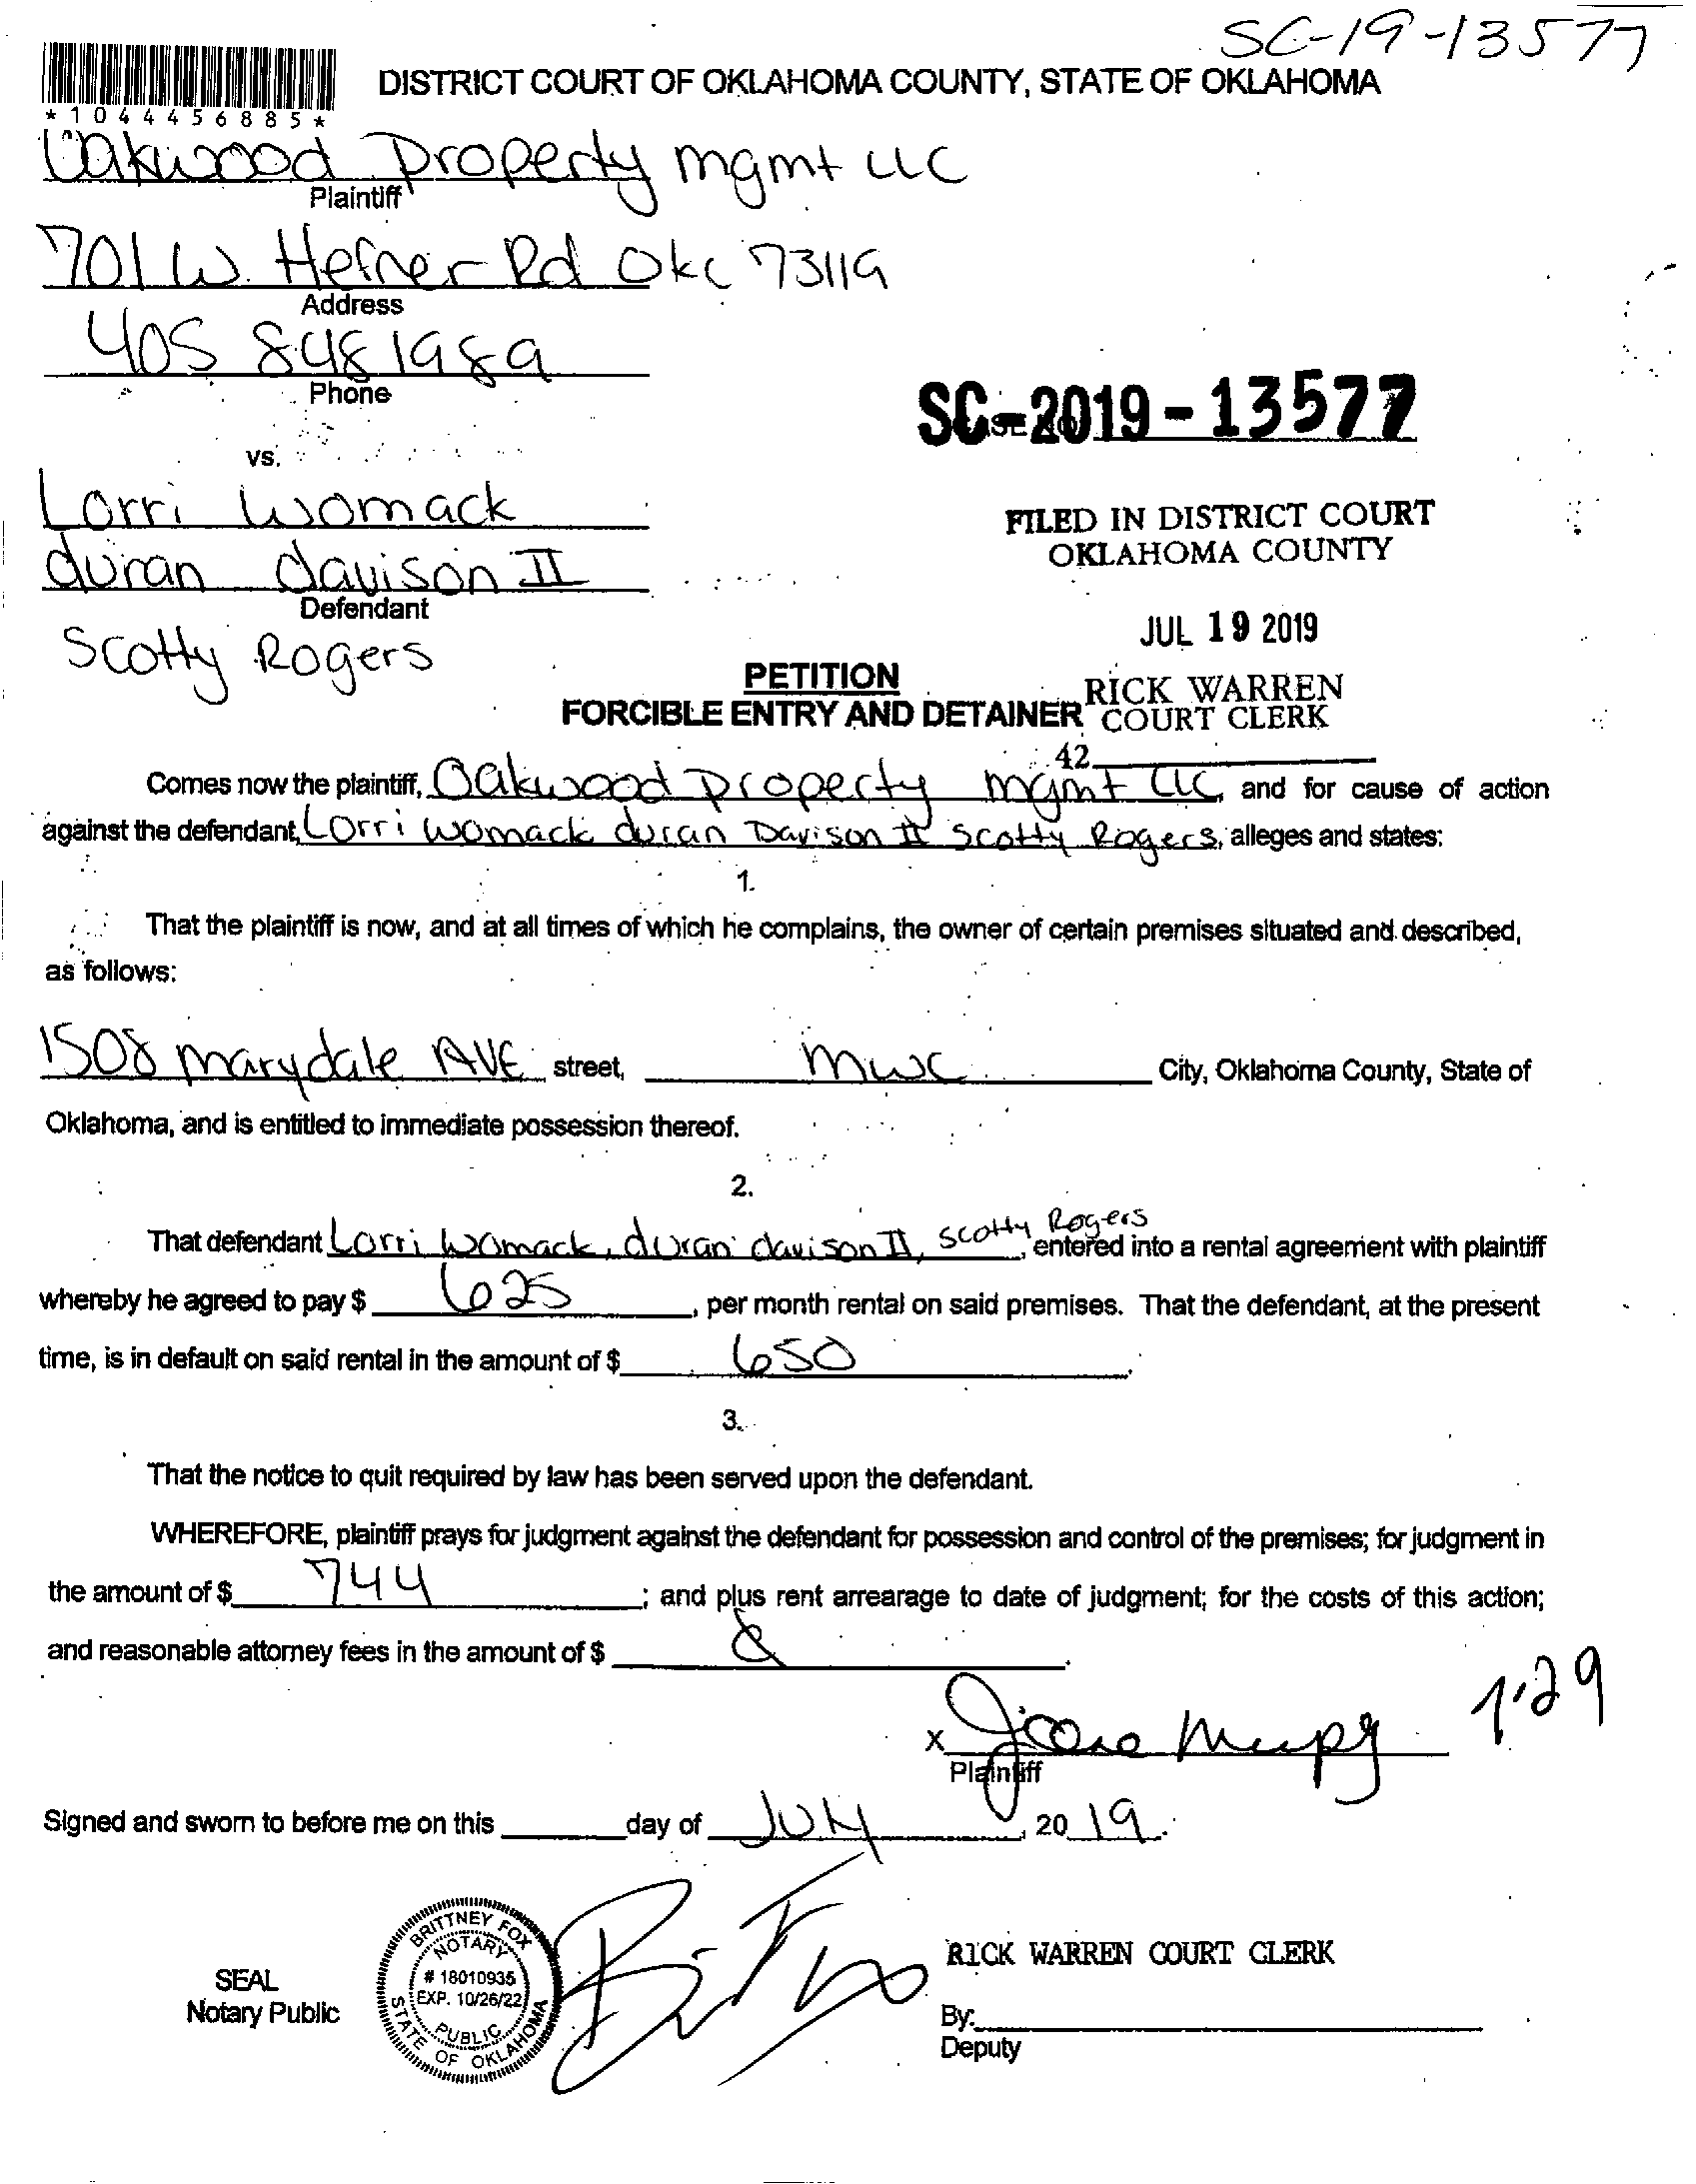 SC-19-13577
DISTRICT COURT OF OKLAHOMA COUNTY, STATE OF OKLAHOMA
*1044456885*
Oakwood Property mgmt LLC
Plaintiff
701 W. Hefner Rd OKC 73119
Address
405 848 1989
Phone
SC-2019-13577
vs.
Lorri Womack
duran davison II
Defendant
Scotty Rogers
FILED IN DISTRICT COURT
OKLAHOMA COUNTY
JUL 19 2019
RICK WARREN
COURT CLERK
42
PETITION
FORCIBLE ENTRY AND DETAINER
Comes now the plaintiff, Oakwood Property mgmt LLC, and for cause of action
against the defendant, Lorri Womack duran Davison II Scotty Rogers, alleges and states:
1.
That the plaintiff is now, and at all times of which he complains, the owner of certain premises situated and described,
as follows:
1508 marydale AVE street, mwc City, Oklahoma County, State of
Oklahoma, and is entitled to immediate possession thereof.
2.
That defendant Lorri Womack, duran davison II, Scotty Rogers, entered into a rental agreement with plaintiff
whereby he agreed to pay $ 625, per month rental on said premises. That the defendant, at the present
time, is in default on said rental in the amount of $ 650.
3.
That the notice to quit required by law has been served upon the defendant.
WHEREFORE, plaintiff prays for judgment against the defendant for possession and control of the premises; for judgment in
the amount of $ 744; and plus rent arrearage to date of judgment; for the costs of this action;
and reasonable attorney fees in the amount of $
7.29
X
Plaintiff
Signed and sworn to before me on this day of July, 2019.
SEAL
Notary Public
BRITTNEY FOX
NOTARY
# 18010935
EXP. 10/26/22
PUBLIC
STATE OF OKLAHOMA
RICK WARREN COURT CLERK
By:
Deputy